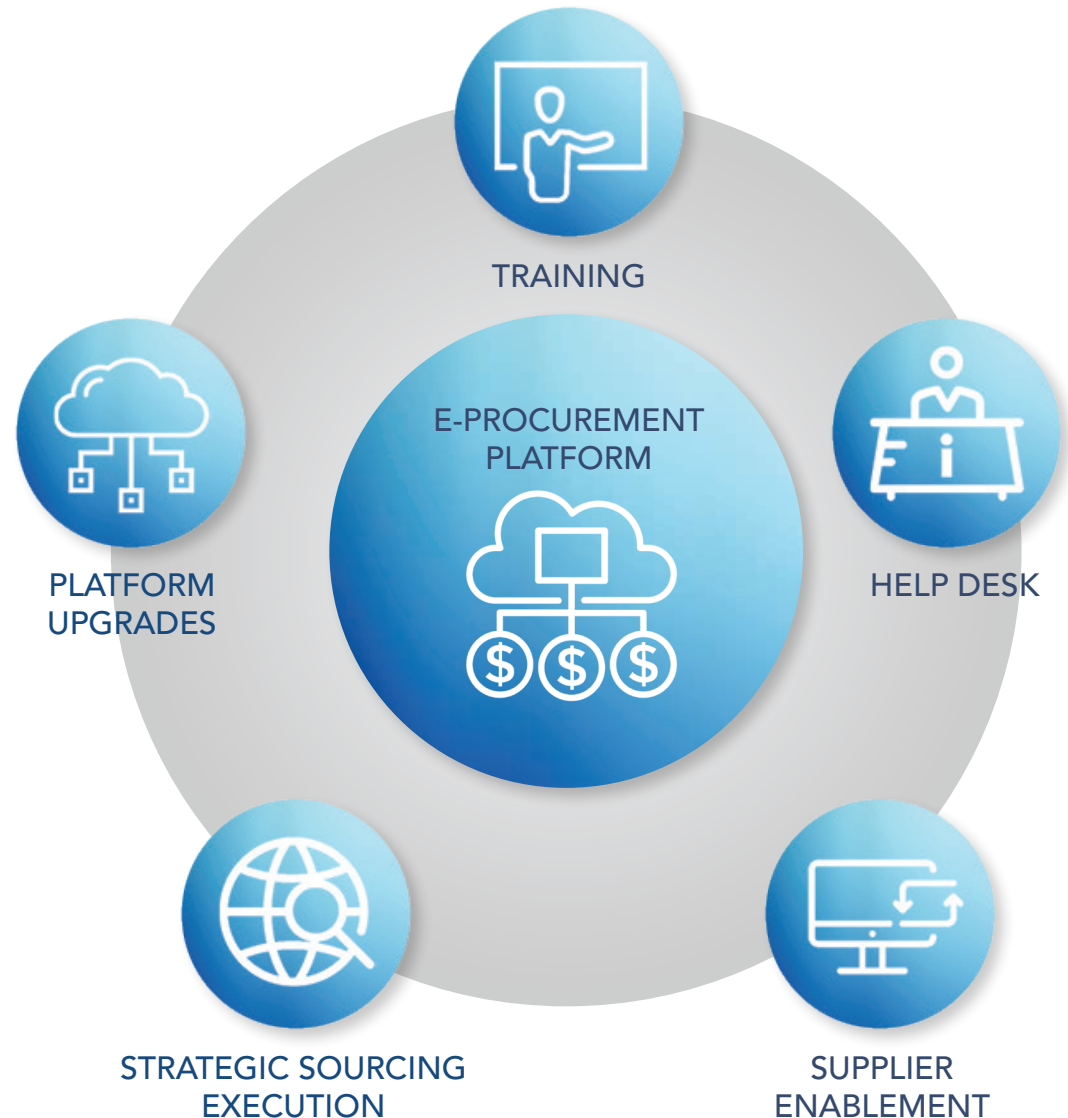 TRAINING
E-PROCUREMENT
PLATFORM
$ $ $
i
HELP DESK
PLATFORM
UPGRADES
STRATEGIC SOURCING
EXECUTION
SUPPLIER
ENABLEMENT